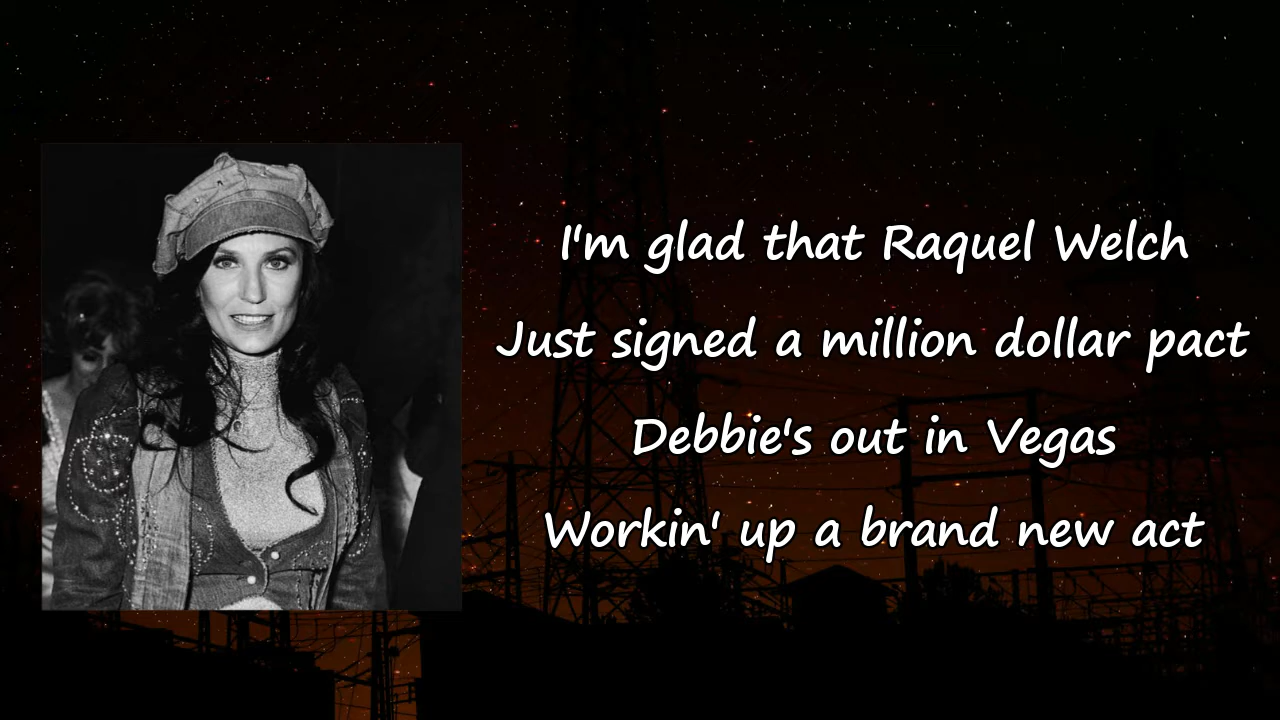 I'm glad that Raquel Welch
Just signed a million dollar pact
Debbie's out in Vegas
Workin' up a brand new act